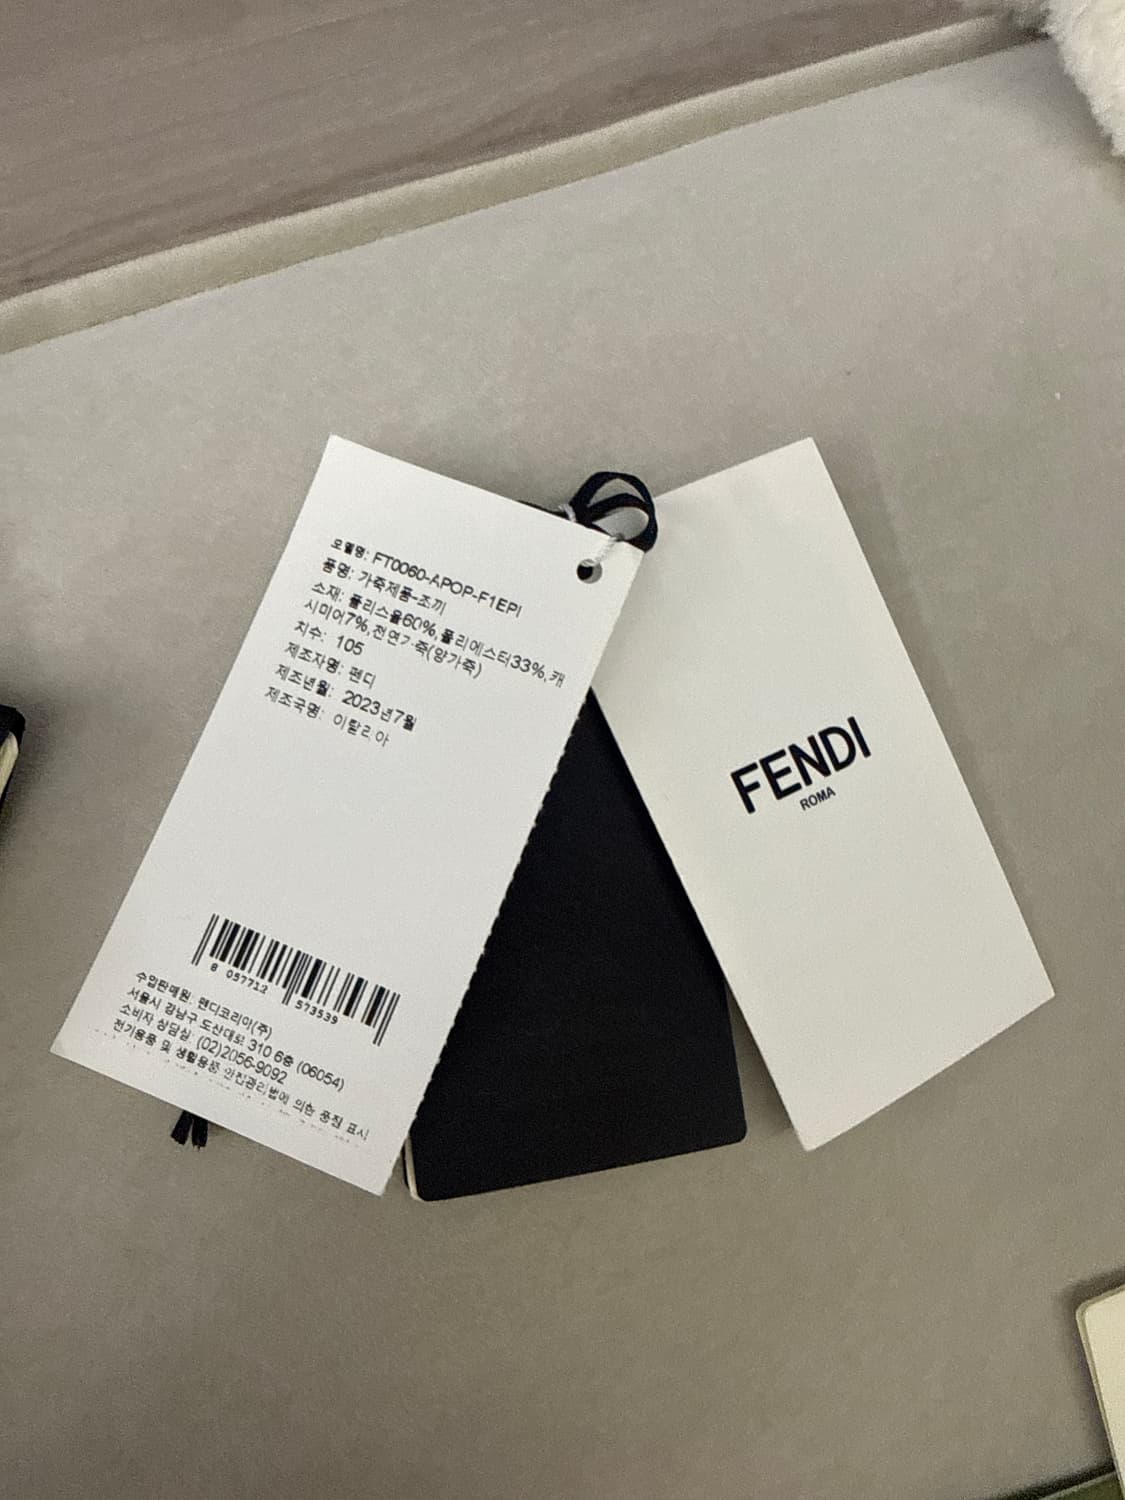 모델명: FT0060-APOP-F1EPI
품명: 가죽제품-조끼
소재: 폴리스울60%,폴리에스터33%,캐
시미어7%,천연가죽(양가죽)
치수: 105
제조자명: 펜디
제조년월: 2023년7월
제조국명: 이탈리아
8 057712 573539
수입판매원: 펜디코리아(주)
서울시 강남구 도산대로 310 6층 (06054)
소비자 상담실: (02)2056-9092
전기용품 및 생활용품 안전관리법에 의한 품질 표시
FENDI
ROMA